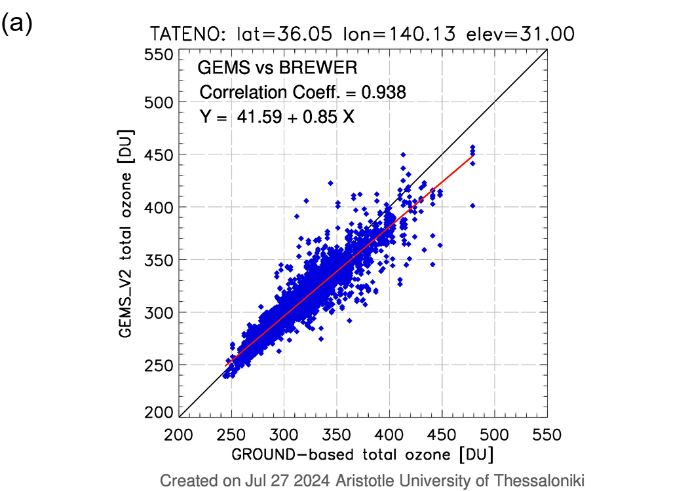 (a)
TATENO: lat=36.05 lon=140.13 elev=31.00
GEMS vs BREWER
Correlation Coeff. = 0.938
Y = 41.59 + 0.85 X
550
500
450
400
350
300
250
200
GEMS_V2 total ozone [DU]
200 250 300 350 400 450 500 550
GROUND-based total ozone [DU]
Created on Jul 27 2024 Aristotle University of Thessaloniki